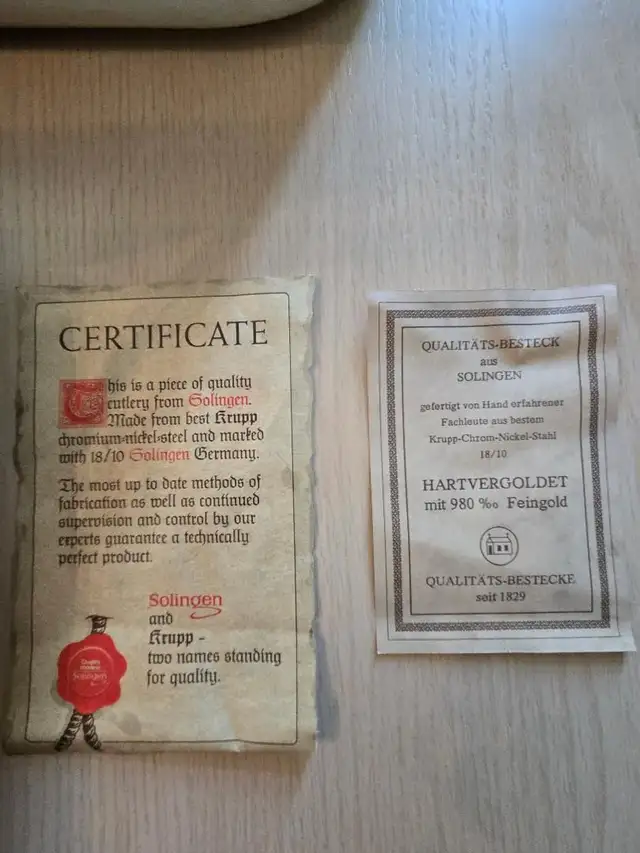 CERTIFICATE
This is a piece of quality
cutlery from Solingen.
Made from best Krupp
chromium-nickel-steel and marked
with 18/10 Solingen Germany.
The most up to date methods of
fabrication as well as continued
supervision and control by our
experts guarantee a technically
perfect product.
Solingen
and
Krupp –
two names standing
for quality.
Quality
Solingen
QUALITÄTS-BESTECK
aus
SOLINGEN
gefertigt von Hand erfahrener
Fachleute aus bestem
Krupp-Chrom-Nickel-Stahl
18/10
HARTVERGOLDET
mit 980 ‰ Feingold
QUALITÄTS-BESTECKE
seit 1829